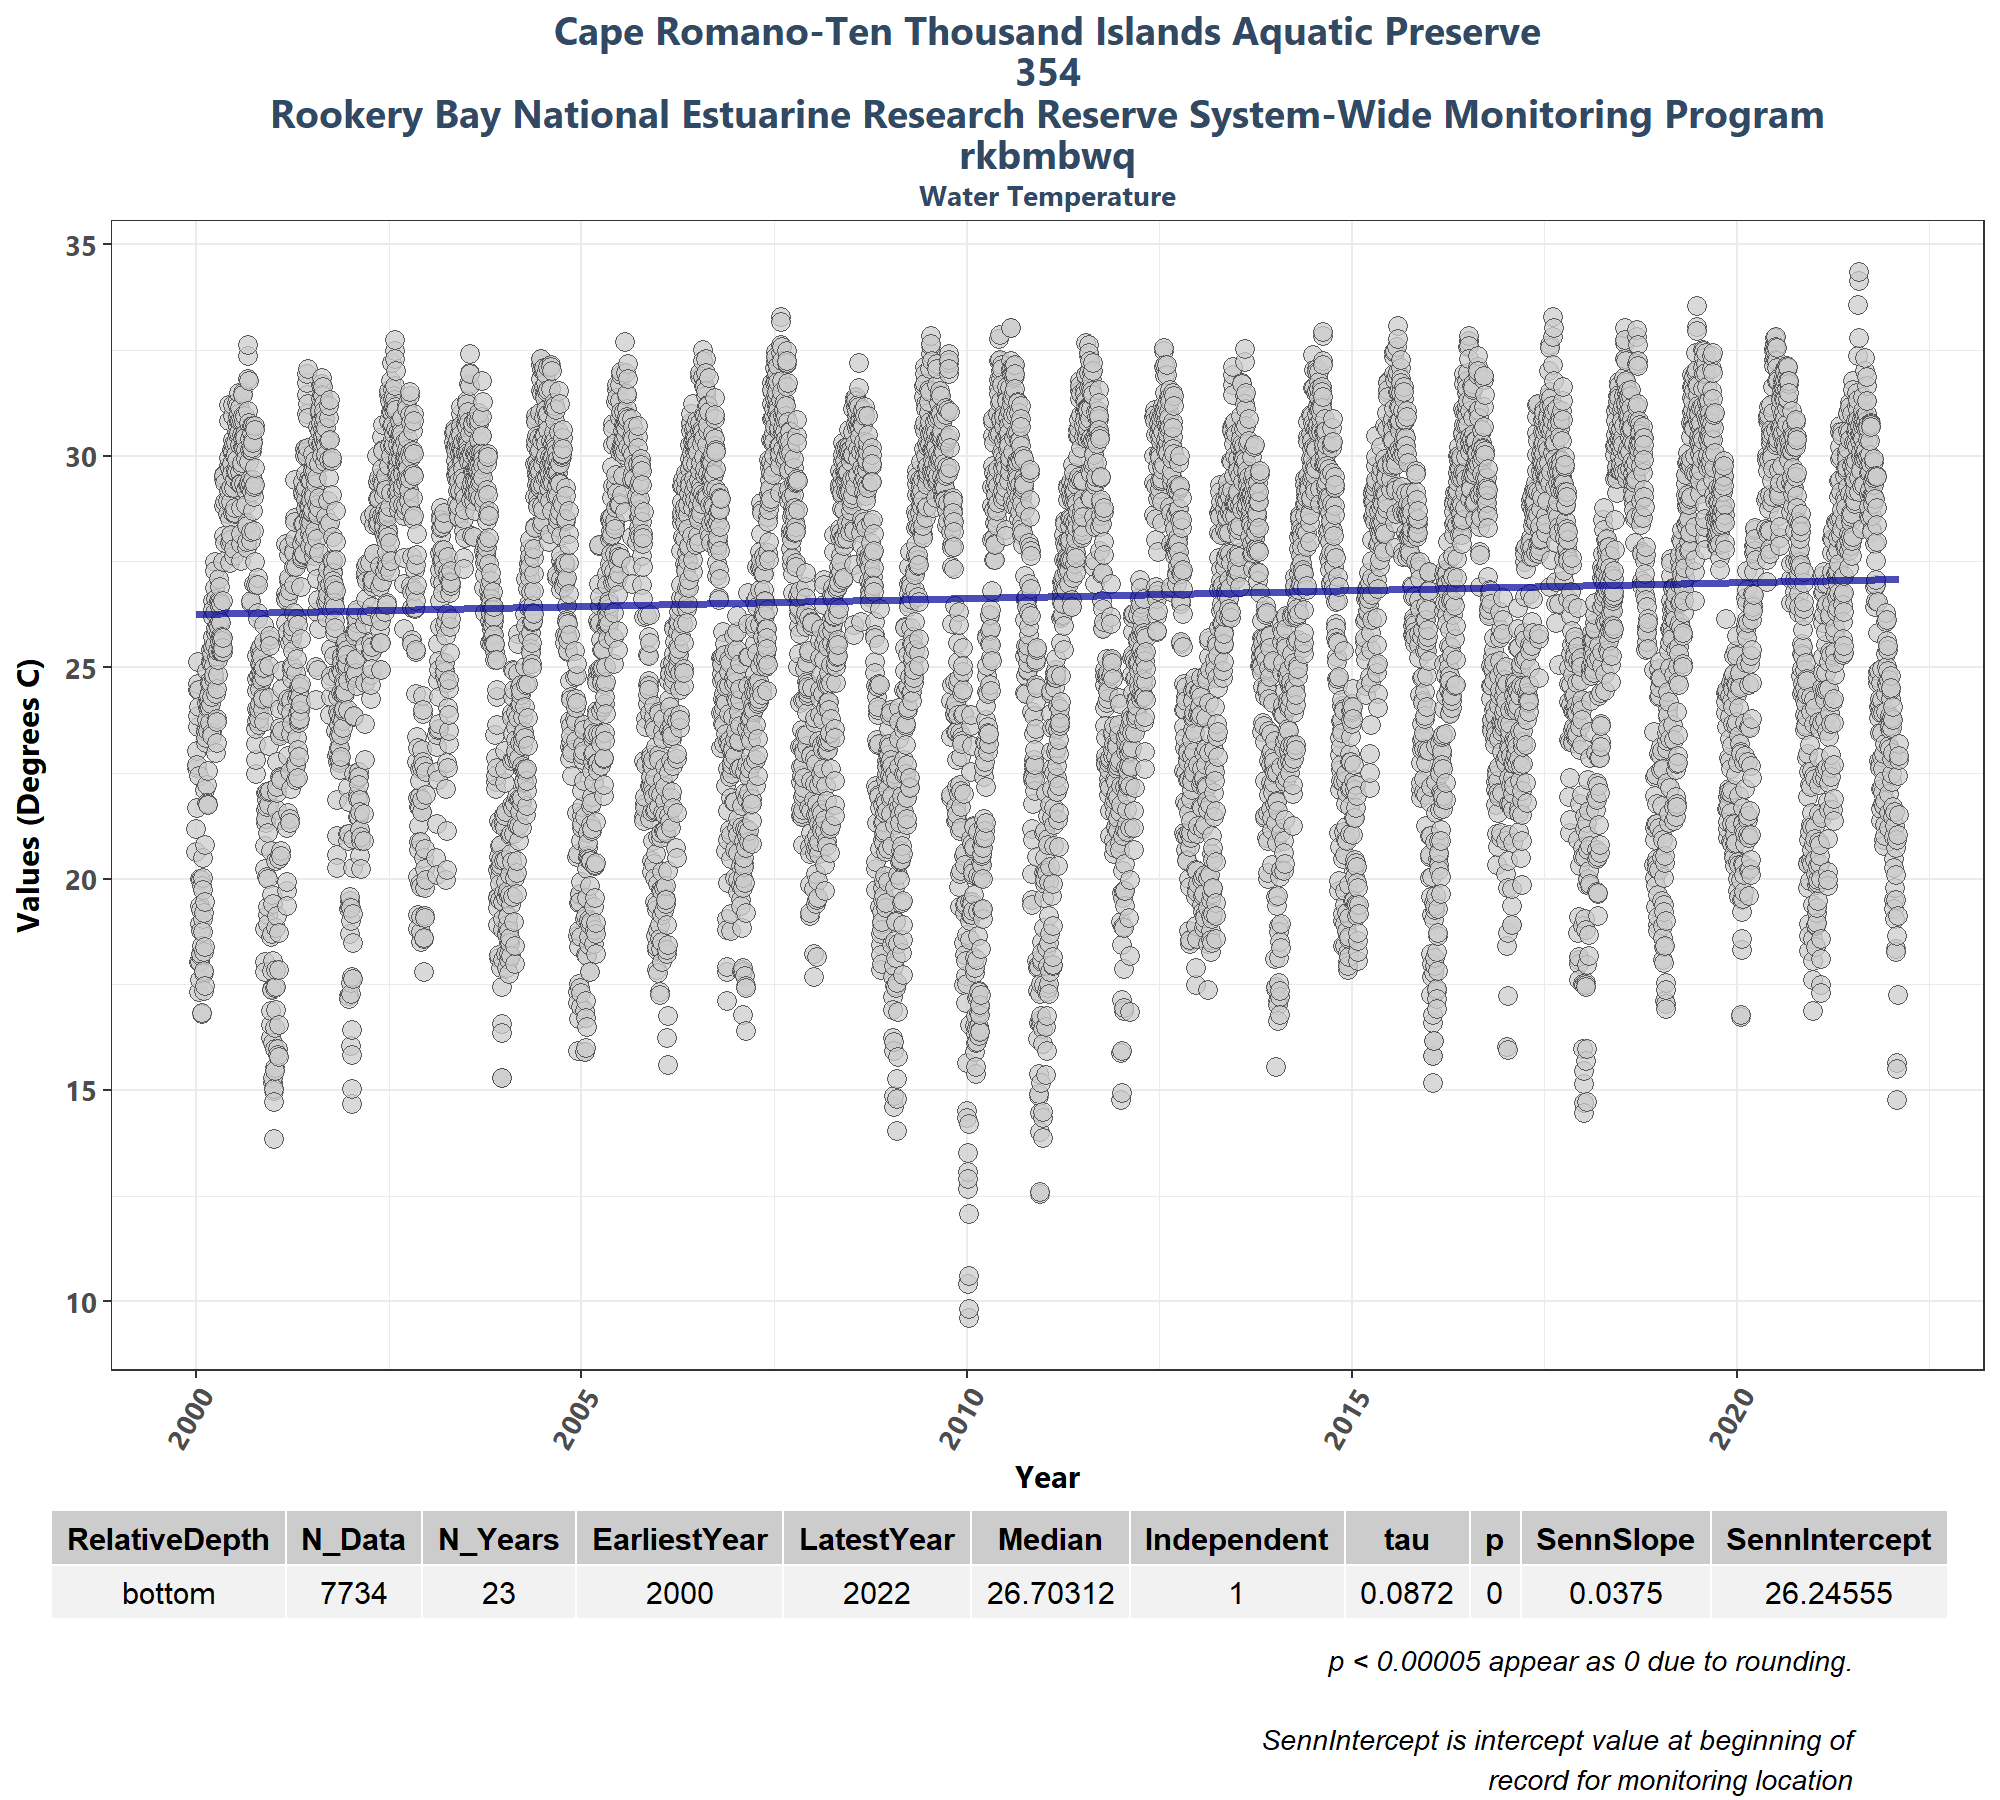 Cape Romano-Ten Thousand Islands Aquatic Preserve
354
Rookery Bay National Estuarine Research Reserve System-Wide Monitoring Program
rkbmbwq
Water Temperature
Values (Degrees C)
35
30
25
20
15
10
2000
2005
2010
2015
2020
Year
RelativeDepth N_Data N_Years EarliestYear LatestYear Median Independent tau p SennSlope SennIntercept
bottom 7734 23 2000 2022 26.70312 1 0.0872 0 0.0375 26.24555
p < 0.00005 appear as 0 due to rounding.
SennIntercept is intercept value at beginning of
record for monitoring location